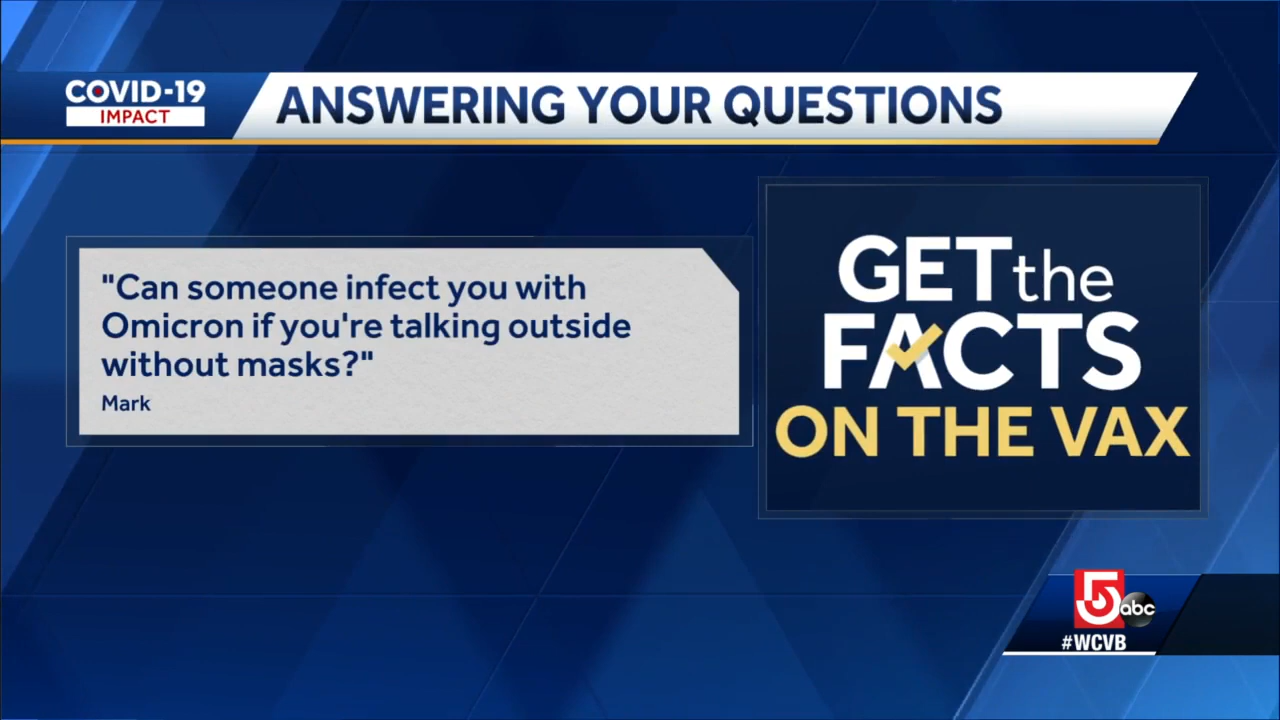 COVID-19
IMPACT
ANSWERING YOUR QUESTIONS
"Can someone infect you with
Omicron if you're talking outside
without masks?"
Mark
GET the
FACTS
ON THE VAX
5 abc
#WCVB